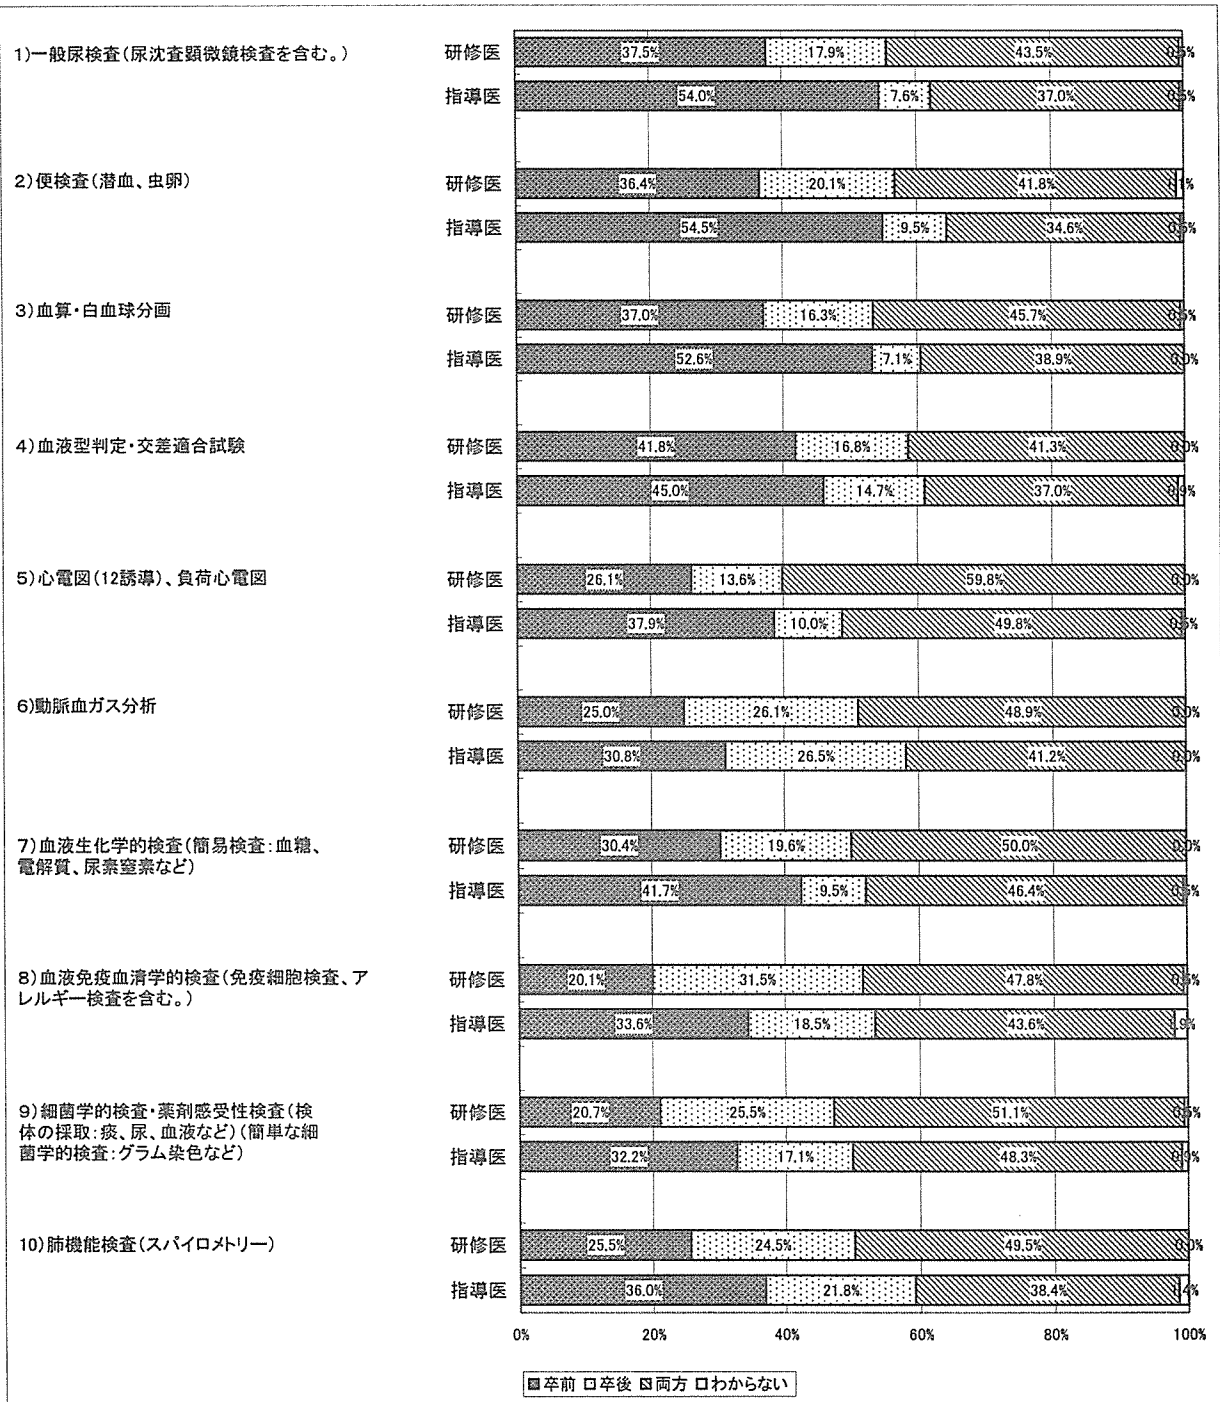 1)一般尿検査(尿沈査顕微鏡検査を含む。)
研修医 37.5% 17.9% 43.5% 0.5%
指導医 54.0% 7.6% 37.0% 0.5%
2)便検査(潜血、虫卵)
研修医 36.4% 20.1% 41.8%
指導医 54.5% 9.5% 34.6% 0.5%
3)血算・白血球分画
研修医 37.0% 16.3% 45.7% 0.5%
指導医 52.6% 7.1% 38.9% 0.0%
4)血液型判定・交差適合試験
研修医 41.8% 16.8% 41.3% 0.0%
指導医 45.0% 14.7% 37.0% 0.9%
5)心電図(12誘導)、負荷心電図
研修医 26.1% 13.6% 59.8% 0.0%
指導医 37.9% 10.0% 49.8% 0.5%
6)動脈血ガス分析
研修医 25.0% 26.1% 48.9% 0.0%
指導医 30.8% 26.5% 41.2% 0.0%
7)血液生化学的検査(簡易検査:血糖、
電解質、尿素窒素など)
研修医 30.4% 19.6% 50.0% 0.0%
指導医 41.7% 9.5% 46.4% 0.5%
8)血液免疫血清学的検査(免疫細胞検査、ア
レルギー検査を含む。)
研修医 20.1% 31.5% 47.8% 0.5%
指導医 33.6% 18.5% 43.6%
9)細菌学的検査・薬剤感受性検査(検
体の採取:痰、尿、血液など)(簡単な細
菌学的検査:グラム染色など)
研修医 20.7% 25.5% 51.1% 0.5%
指導医 32.2% 17.1% 48.3%
10)肺機能検査(スパイロメトリー)
研修医 25.5% 24.5% 49.5% 0.0%
指導医 36.0% 21.8% 38.4%
0% 20% 40% 60% 80% 100%
卒前 卒後 両方 わからない